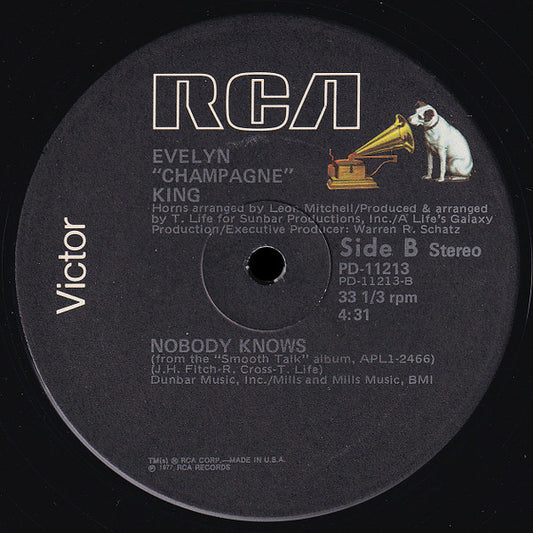 RCA
EVELYN
"CHAMPAGNE"
KING
Horns arranged by Leon Mitchell/Produced & arranged
by T. Life for Sunbar Productions, Inc./A Life's Galaxy
Production/Executive Producer: Warren R. Schatz
Side B Stereo
PD-11213
PD-11213-B
33 1/3 rpm
4:31
Victor
NOBODY KNOWS
(from the "Smooth Talk" album, APL1-2466)
(J.H. Fitch-R. Cross-T. Life)
Dunbar Music, Inc./Mills and Mills Music, BMI
TM(s) ® RCA CORP.—MADE IN U.S.A.
℗ 1977, RCA RECORDS